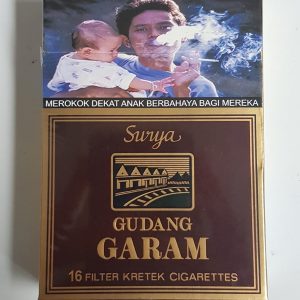 MEROKOK DEKAT ANAK BERBAHAYA BAGI MEREKA
Surya
GUDANG
GARAM
16 FILTER KRETEK CIGARETTES